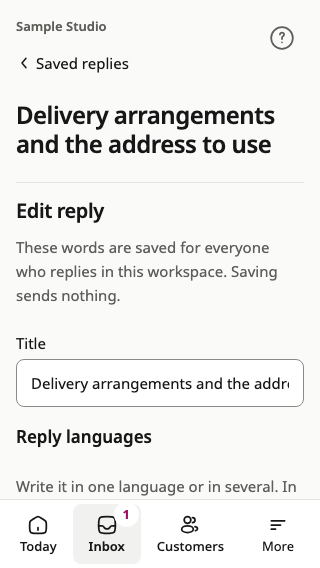 Sample Studio
Saved replies
Delivery arrangements
and the address to use
Edit reply
These words are saved for everyone
who replies in this workspace. Saving
sends nothing.
Title
Delivery arrangements and the addr
Reply languages
Write it in one language or in several. In
1
Today
Inbox
Customers
More